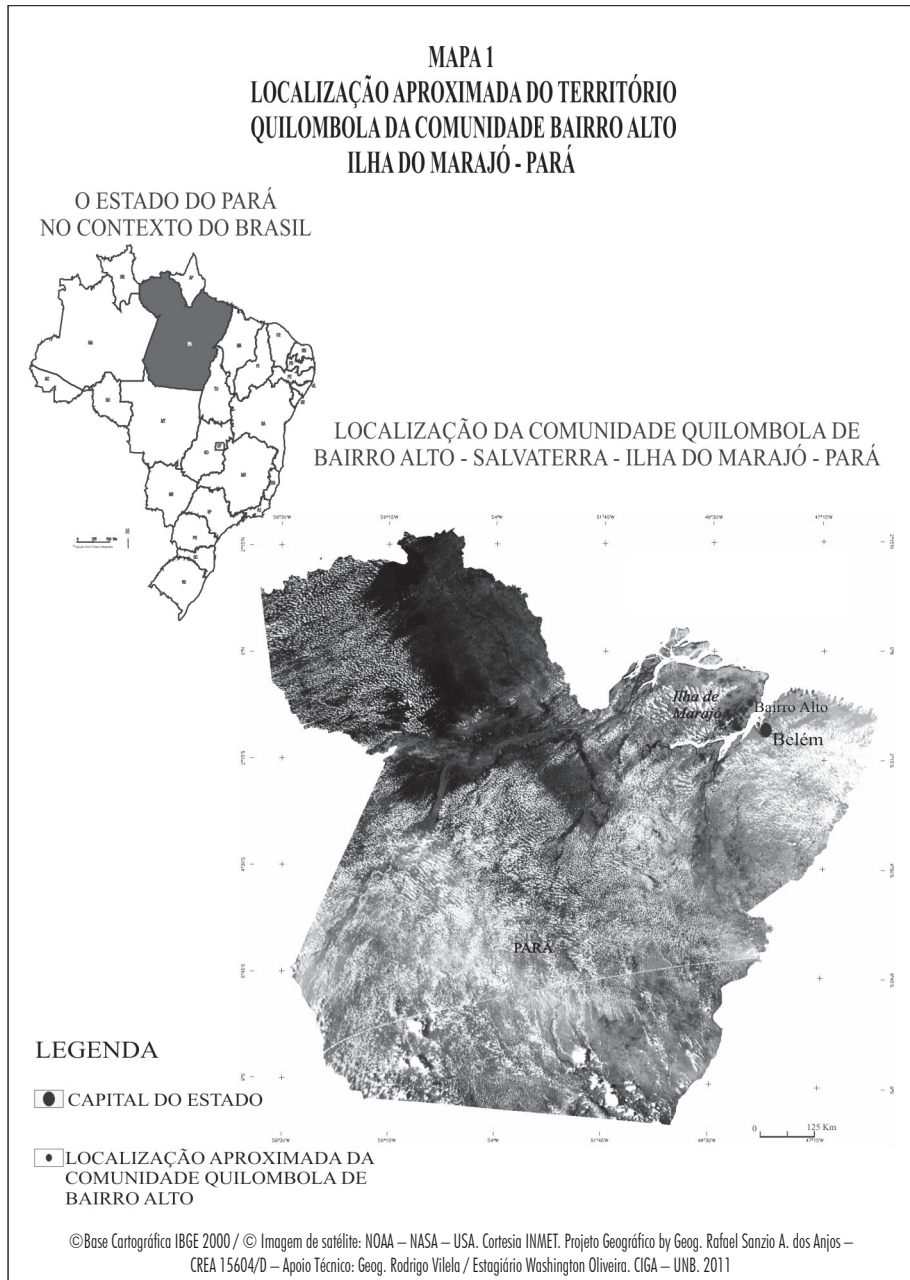 MAPA 1
LOCALIZAÇÃO APROXIMADA DO TERRITÓRIO
QUILOMBOLA DA COMUNIDADE BAIRRO ALTO
ILHA DO MARAJÓ - PARÁ
O ESTADO DO PARÁ
NO CONTEXTO DO BRASIL
LOCALIZAÇÃO DA COMUNIDADE QUILOMBOLA DE
BAIRRO ALTO - SALVATERRA - ILHA DO MARAJÓ - PARÁ
Ilha de
Marajó
Bairro Alto
Belém
PARÁ
LEGENDA
CAPITAL DO ESTADO
0 125 Km
LOCALIZAÇÃO APROXIMADA DA
COMUNIDADE QUILOMBOLA DE
BAIRRO ALTO
©Base Cartográfica IBGE 2000 / © Imagem de satélite: NOAA – NASA – USA. Cortesia INMET. Projeto Geográfico by Geog. Rafael Sanzio A. dos Anjos –
CREA 15604/D – Apoio Técnico: Geog. Rodrigo Vilela / Estagiário Washington Oliveira. CIGA – UNB. 2011